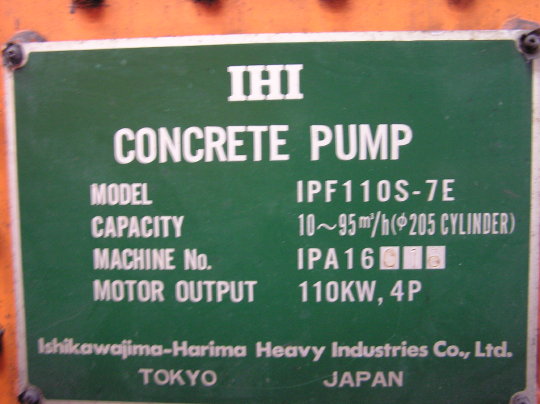 IHI
CONCRETE PUMP
MODEL IPF110S-7E
CAPACITY 10～95m³/h(φ205 CYLINDER)
MACHINE No. IPA16
MOTOR OUTPUT 110KW, 4P
Ishikawajima-Harima Heavy Industries Co., Ltd.
TOKYO JAPAN